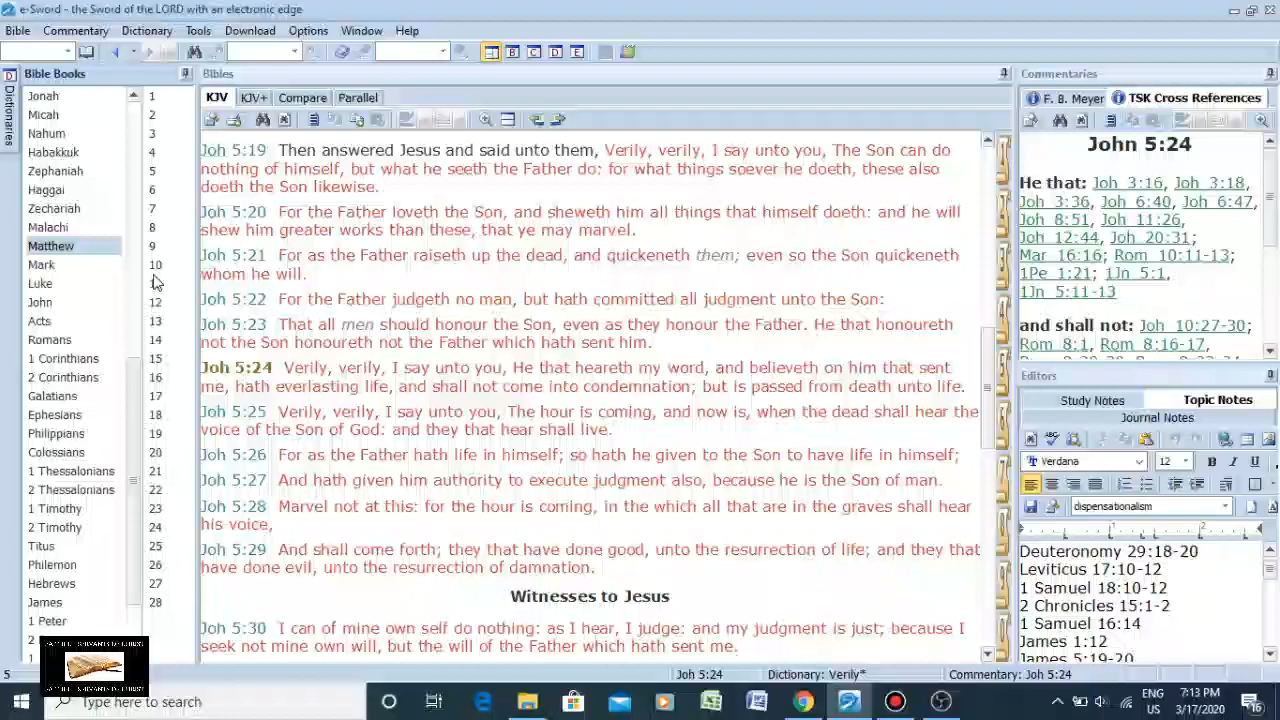 e-Sword - the Sword of the LORD with an electronic edge
Bible Commentary Dictionary Tools Download Options Window Help
B C D E
Dictionaries
Bible Books
Jonah 1
Micah 2
Nahum 3
Habakkuk 4
Zephaniah 5
Haggai 6
Zechariah 7
Malachi 8
Matthew 9
Mark 10
Luke
John 12
Acts 13
Romans 14
1 Corinthians 15
2 Corinthians 16
Galatians 17
Ephesians 18
Philippians 19
Colossians 20
1 Thessalonians 21
2 Thessalonians 22
1 Timothy 23
2 Timothy 24
Titus 25
Philemon 26
Hebrews 27
James 28
1 Peter
2
Bibles
KJV KJV+ Compare Parallel
Joh 5:19 Then answered Jesus and said unto them, Verily, verily, I say unto you, The Son can do
nothing of himself, but what he seeth the Father do: for what things soever he doeth, these also
doeth the Son likewise.
Joh 5:20 For the Father loveth the Son, and sheweth him all things that himself doeth: and he will
shew him greater works than these, that ye may marvel.
Joh 5:21 For as the Father raiseth up the dead, and quickeneth them; even so the Son quickeneth
whom he will.
Joh 5:22 For the Father judgeth no man, but hath committed all judgment unto the Son:
Joh 5:23 That all men should honour the Son, even as they honour the Father. He that honoureth
not the Son honoureth not the Father which hath sent him.
Joh 5:24 Verily, verily, I say unto you, He that heareth my word, and believeth on him that sent
me, hath everlasting life, and shall not come into condemnation; but is passed from death unto life.
Joh 5:25 Verily, verily, I say unto you, The hour is coming, and now is, when the dead shall hear the
voice of the Son of God: and they that hear shall live.
Joh 5:26 For as the Father hath life in himself; so hath he given to the Son to have life in himself;
Joh 5:27 And hath given him authority to execute judgment also, because he is the Son of man.
Joh 5:28 Marvel not at this: for the hour is coming, in the which all that are in the graves shall hear
his voice,
Joh 5:29 And shall come forth; they that have done good, unto the resurrection of life; and they that
have done evil, unto the resurrection of damnation.
Witnesses to Jesus
Joh 5:30 I can of mine own self do nothing: as I hear, I judge: and my judgment is just; because I
seek not mine own will, but the will of the Father which hath sent me.
Commentaries
F. B. Meyer TSK Cross References
John 5:24
He that: Joh 3:16, Joh 3:18,
Joh 3:36, Joh 6:40, Joh 6:47,
Joh 8:51, Joh 11:26,
Joh 12:44, Joh 20:31;
Mar 16:16; Rom 10:11-13;
1Pe 1:21; 1Jn 5:1,
1Jn 5:11-13
and shall not: Joh 10:27-30;
Rom 8:1, Rom 8:16-17,
Editors
Study Notes Topic Notes
Journal Notes
Verdana 12 B I U
dispensationalism
1 2
Deuteronomy 29:18-20
Leviticus 17:10-12
1 Samuel 18:10-12
2 Chronicles 15:1-2
1 Samuel 16:14
James 1:12
James 5:19-20
5 Joh 5:24 Dictionary: Verily* Commentary: Joh 5:24
Type here to search
ENG
US
7:13 PM
3/17/2020
16